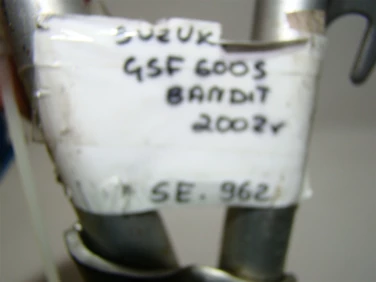 SUZUK
GSF 600S
BANDIT
2002r
SE. 962